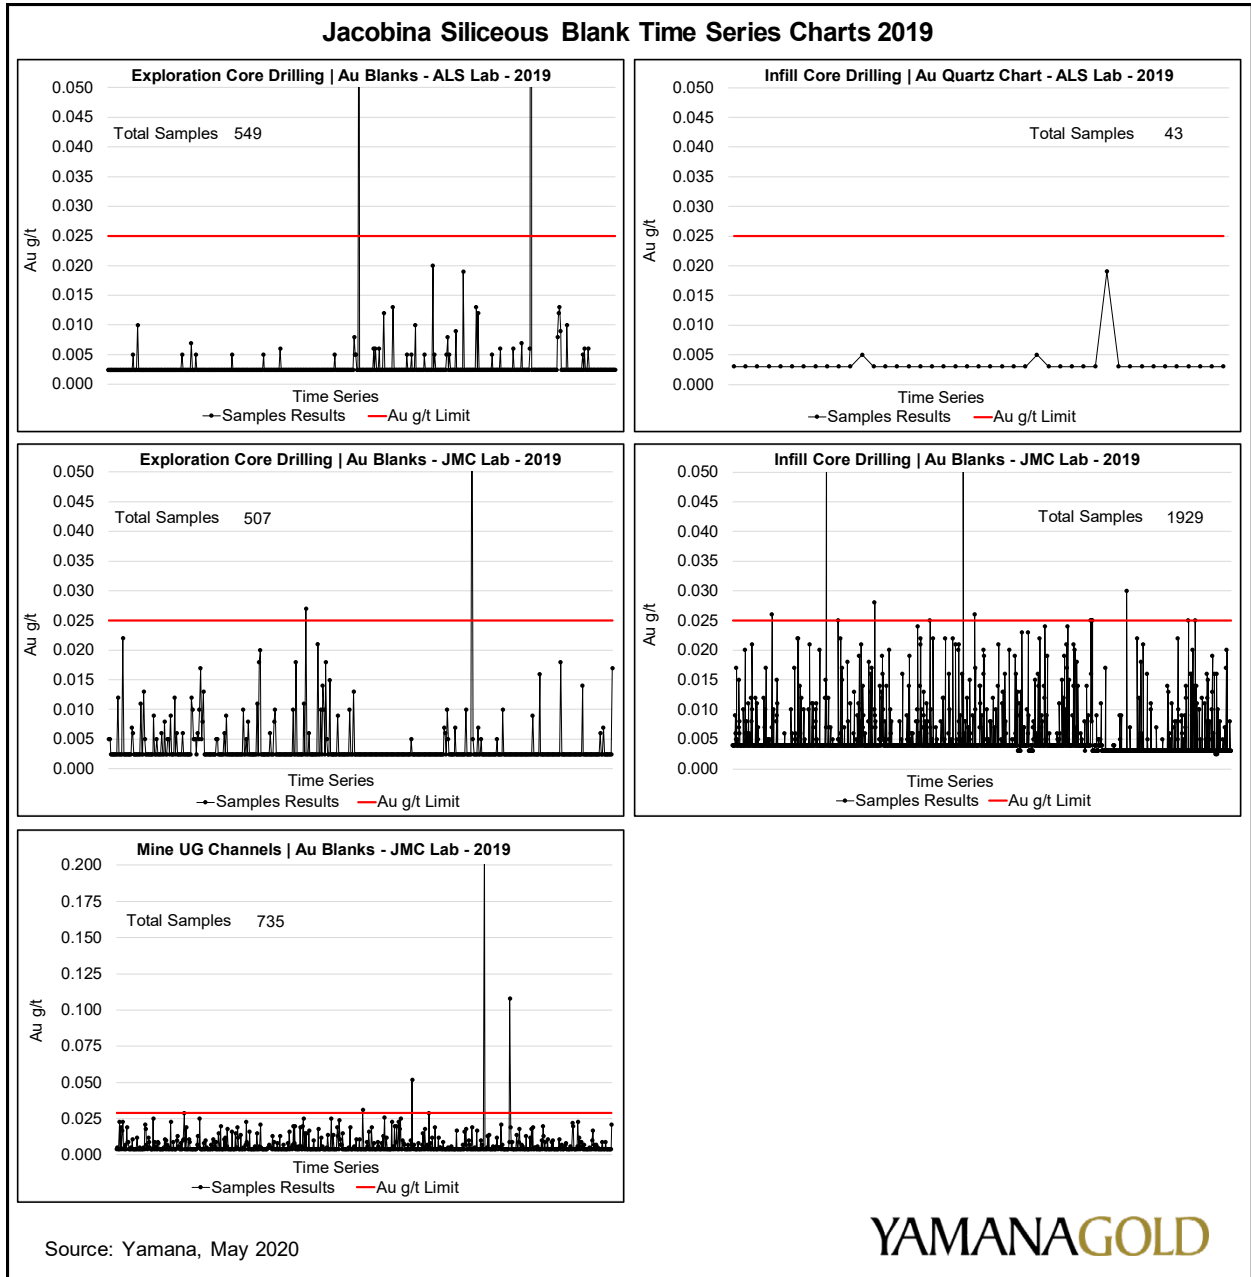 Jacobina Siliceous Blank Time Series Charts 2019
Exploration Core Drilling | Au Blanks - ALS Lab - 2019
0.050
0.045
Total Samples 549
0.040
0.035
0.030
0.025
0.020
0.015
0.010
0.005
0.000
Au g/t
Time Series
Samples Results Au g/t Limit
Infill Core Drilling | Au Quartz Chart - ALS Lab - 2019
0.050
0.045
Total Samples 43
0.040
0.035
0.030
0.025
0.020
0.015
0.010
0.005
0.000
Au g/t
Time Series
Samples Results Au g/t Limit
Exploration Core Drilling | Au Blanks - JMC Lab - 2019
0.050
0.045
Total Samples 507
0.040
0.035
0.030
0.025
0.020
0.015
0.010
0.005
0.000
Au g/t
Time Series
Samples Results Au g/t Limit
Infill Core Drilling | Au Blanks - JMC Lab - 2019
0.050
0.045
Total Samples 1929
0.040
0.035
0.030
0.025
0.020
0.015
0.010
0.005
0.000
Au g/t
Time Series
Samples Results Au g/t Limit
Mine UG Channels | Au Blanks - JMC Lab - 2019
0.200
0.175
Total Samples 735
0.150
0.125
0.100
0.075
0.050
0.025
0.000
Au g/t
Time Series
Samples Results Au g/t Limit
Source: Yamana, May 2020
YAMANAGOLD